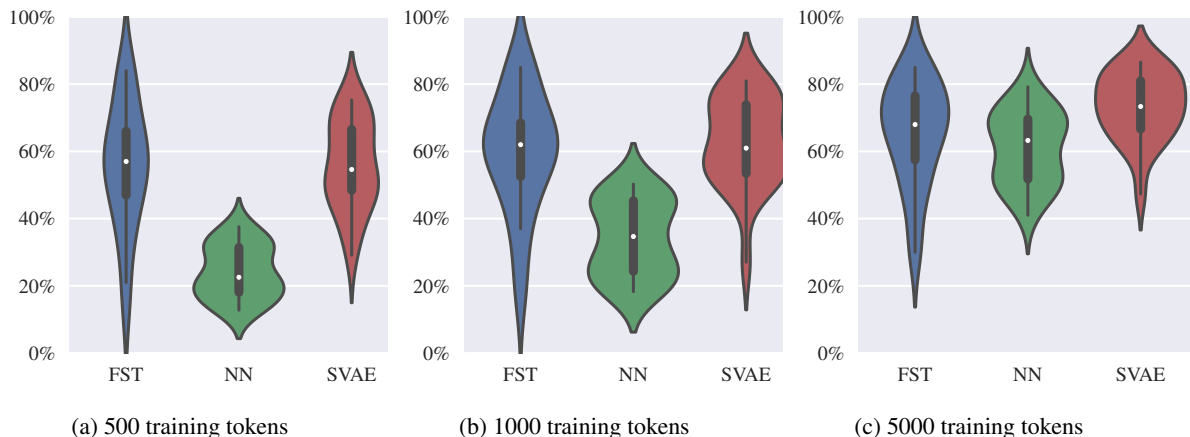 100%
80%
60%
40%
20%
0%
FST
NN
SVAE
(a) 500 training tokens
100%
80%
60%
40%
20%
0%
FST
NN
SVAE
(b) 1000 training tokens
100%
80%
60%
40%
20%
0%
FST
NN
SVAE
(c) 5000 training tokens